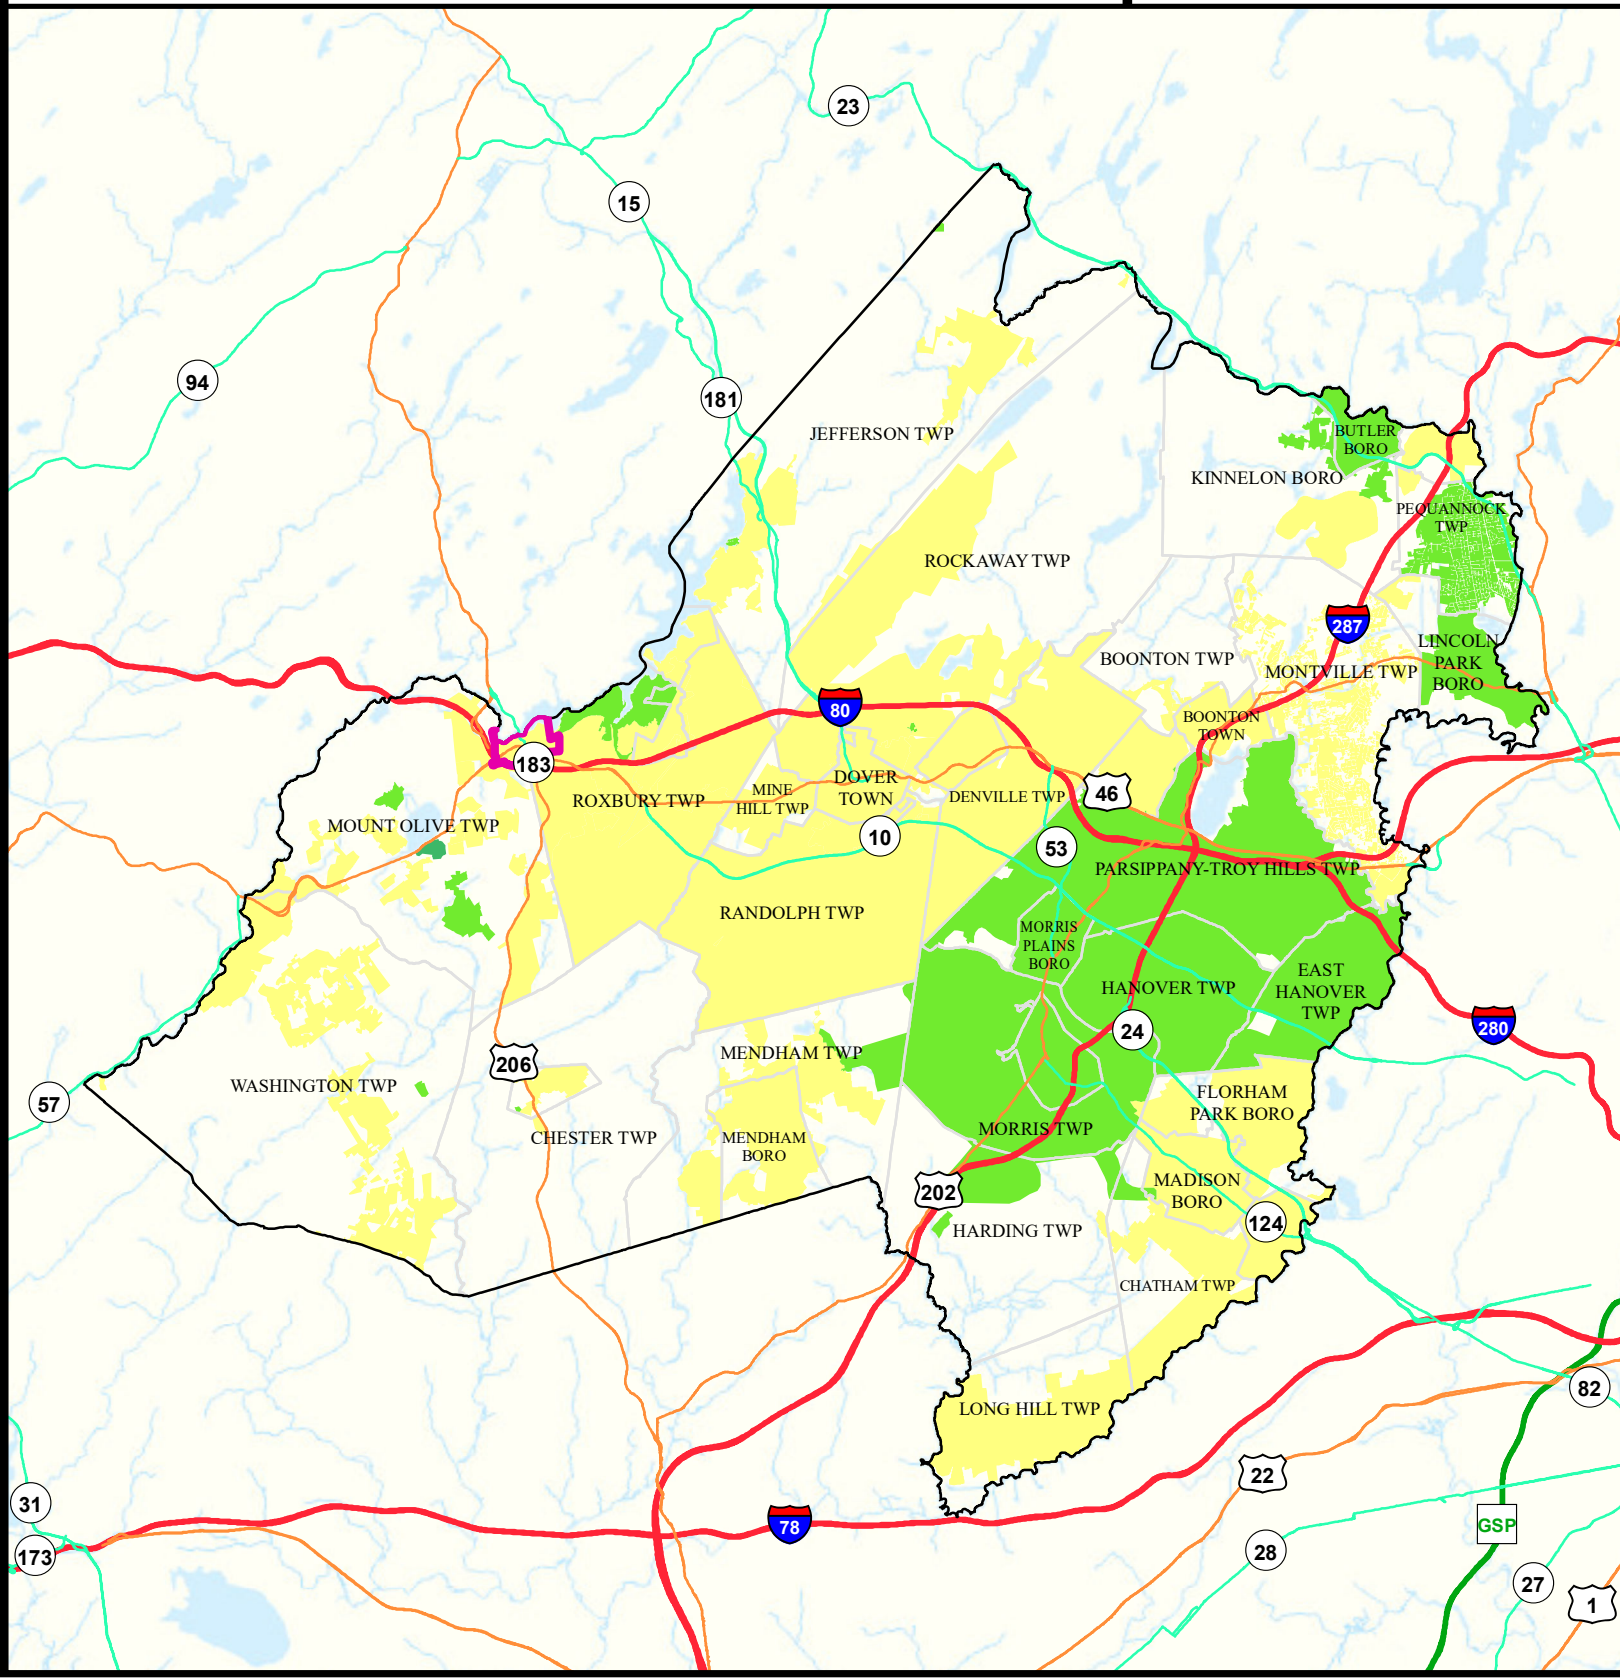 23
15
94
181
JEFFERSON TWP
BUTLER
BORO
KINNELON BORO
PEQUANNOCK
TWP
ROCKAWAY TWP
287
LINCOLN
PARK
BORO
BOONTON TWP
MONTVILLE TWP
80
BOONTON
TOWN
183
ROXBURY TWP
MINE
HILL TWP
DOVER
TOWN
DENVILLE TWP
46
MOUNT OLIVE TWP
10
53
PARSIPPANY-TROY HILLS TWP
RANDOLPH TWP
MORRIS
PLAINS
BORO
HANOVER TWP
EAST
HANOVER
TWP
24
280
206
MENDHAM TWP
WASHINGTON TWP
57
FLORHAM
PARK BORO
CHESTER TWP
MENDHAM
BORO
MORRIS TWP
202
MADISON
BORO
124
HARDING TWP
CHATHAM TWP
82
LONG HILL TWP
22
31
78
GSP
173
28
27
1